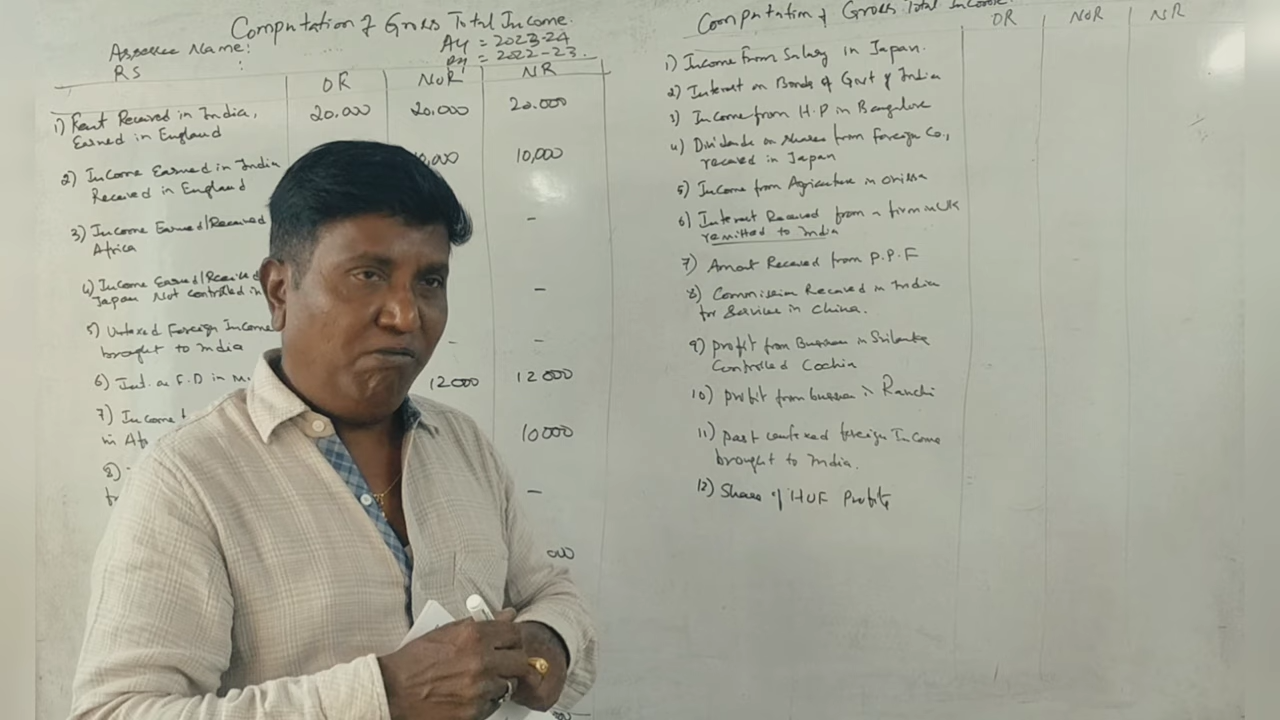 Computation of Gross Total Income.
Assessee Name:
AY = 2023-24
RS :
PY = 2022-23.
OR NOR NR
1) Rent Received in India, 20,000 20,000 20.000
Earned in England
2) Income Earned in India 10,000
Received in England
3) Income Earned/Received -
Africa
4) Income Earned/Received
Japan Not Controlled in -
5) Untaxed Foreign Income
brought to India - -
6) Int. on F.D in 12000 12000
7) Income
in Af 10000
8)
-
Computation of Gross Total Income.
OR NOR NR
1) Income From Salary in Japan.
2) Interest on Bonds of Govt of India
3) Income from H.P in Bangalore
4) Dividends on shares from foreign Co.,
received in Japan
5) Income from Agriculture in Orissa
6) Interest Received from a firm in UK
remitted to India
7) Amount Received from P.P.F
8) Commission Received in India
for Services in China.
9) profit from Business in Srilanka
Controlled Cochin
10) profit from business in Ranchi
11) past untaxed foreign Income
brought to India.
12) Share of HUF Profits